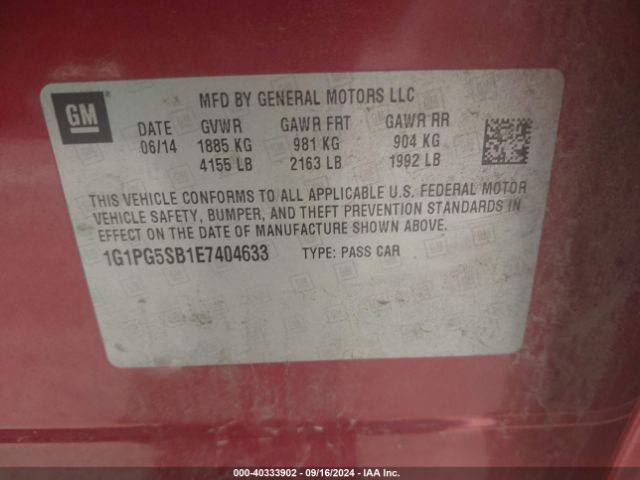 GM
MFD BY GENERAL MOTORS LLC
DATE GVWR GAWR FRT GAWR RR
06/14 1885 KG 981 KG 904 KG
4155 LB 2163 LB 1992 LB
THIS VEHICLE CONFORMS TO ALL APPLICABLE U.S. FEDERAL MOTOR
VEHICLE SAFETY, BUMPER, AND THEFT PREVENTION STANDARDS IN
EFFECT ON THE DATE OF MANUFACTURE SHOWN ABOVE.
1G1PG5SB1E7404633 TYPE: PASS CAR
000-40333902 - 09/16/2024 - IAA Inc.